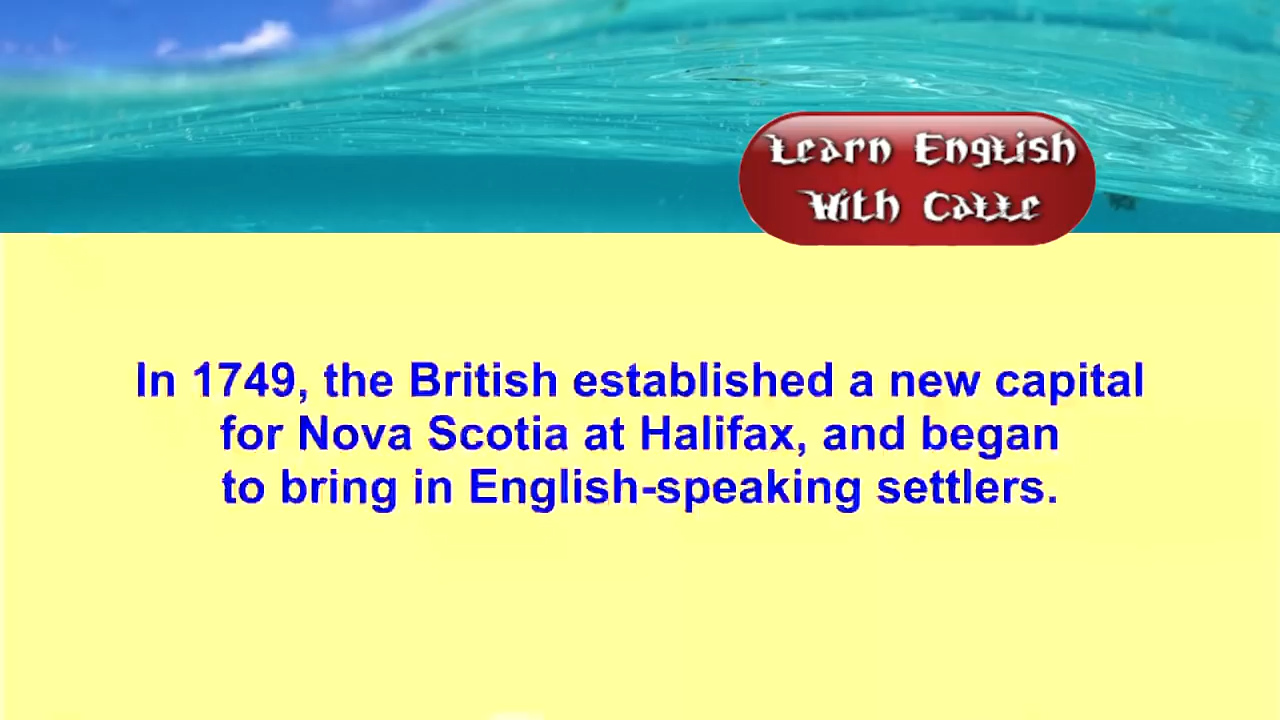 Learn English
With Calle
In 1749, the British established a new capital
for Nova Scotia at Halifax, and began
to bring in English-speaking settlers.